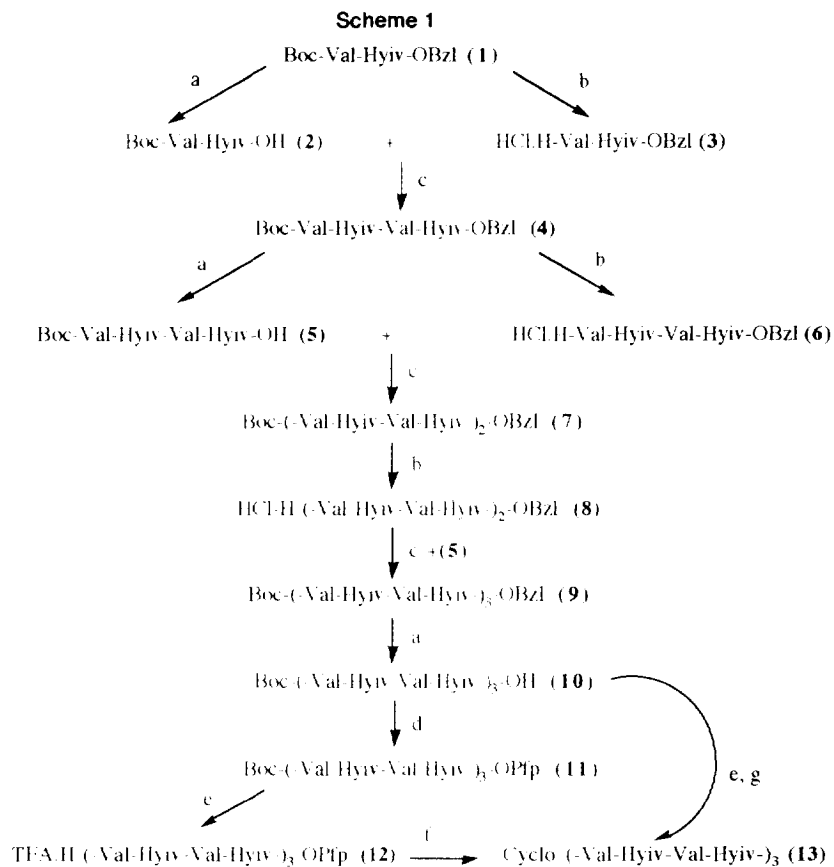 Scheme 1
Boc-Val-Hyiv-OBzl (1)
a b
Boc-Val-Hyiv-OH (2) + HCl.H-Val-Hyiv-OBzl (3)
c
Boc-Val-Hyiv-Val-Hyiv-OBzl (4)
a b
Boc-Val-Hyiv-Val-Hyiv-OH (5) + HCl.H-Val-Hyiv-Val-Hyiv-OBzl (6)
c
Boc-(-Val-Hyiv-Val-Hyiv-)2-OBzl (7)
b
HCl-H (-Val-Hyiv-Val-Hyiv-)2-OBzl (8)
c +(5)
Boc-(-Val-Hyiv-Val-Hyiv-)3-OBzl (9)
a
Boc-(-Val-Hyiv-Val-Hyiv-)3-OH (10)
d
Boc-(-Val-Hyiv-Val-Hyiv-)3-OPfp (11) e, g
e
TFA.H (-Val-Hyiv-Val-Hyiv-)3 OPfp (12) f Cyclo (-Val-Hyiv-Val-Hyiv-)3 (13)